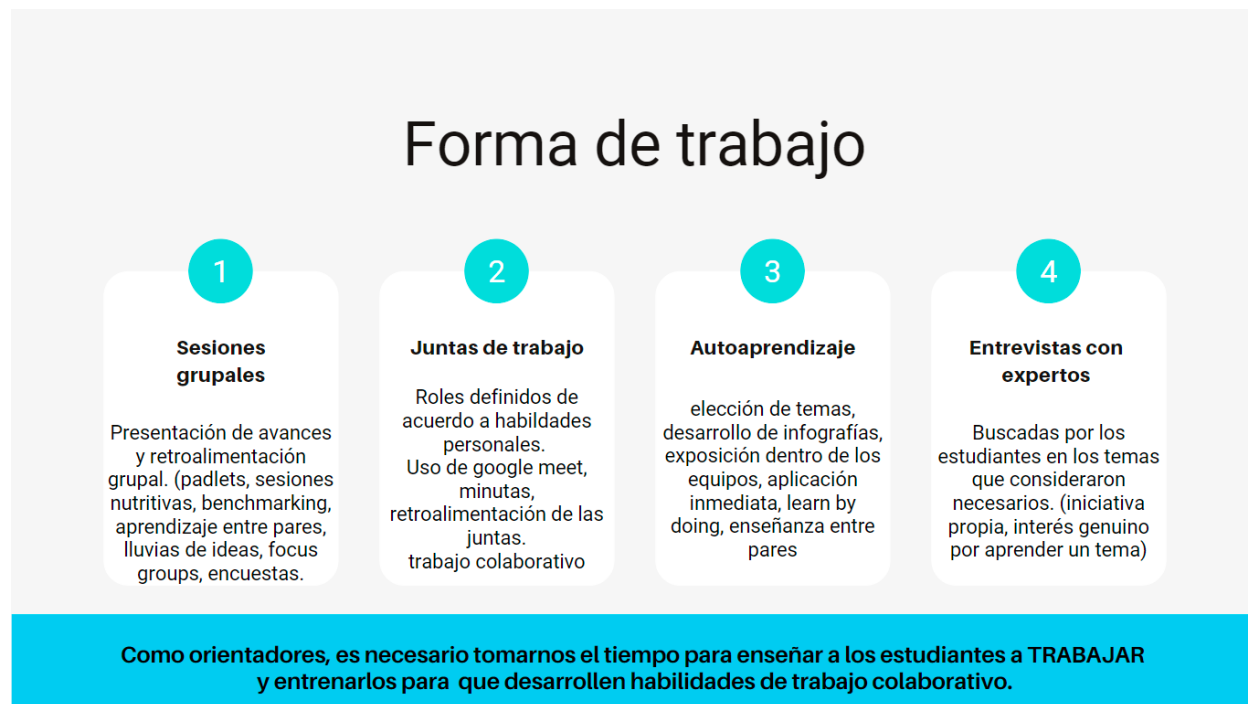 Forma de trabajo
1
Sesiones
grupales
Presentación de avances
y retroalimentación
grupal. (padlets, sesiones
nutritivas, benchmarking,
aprendizaje entre pares,
lluvias de ideas, focus
groups, encuestas.
2
Juntas de trabajo
Roles definidos de
acuerdo a habildades
personales.
Uso de google meet,
minutas,
retroalimentación de las
juntas.
trabajo colaborativo
3
Autoaprendizaje
elección de temas,
desarrollo de infografías,
exposición dentro de los
equipos, aplicación
inmediata, learn by
doing, enseñanza entre
pares
4
Entrevistas con
expertos
Buscadas por los
estudiantes en los temas
que consideraron
necesarios. (iniciativa
propia, interés genuino
por aprender un tema)
Como orientadores, es necesario tomarnos el tiempo para enseñar a los estudiantes a TRABAJAR
y entrenarlos para que desarrollen habilidades de trabajo colaborativo.